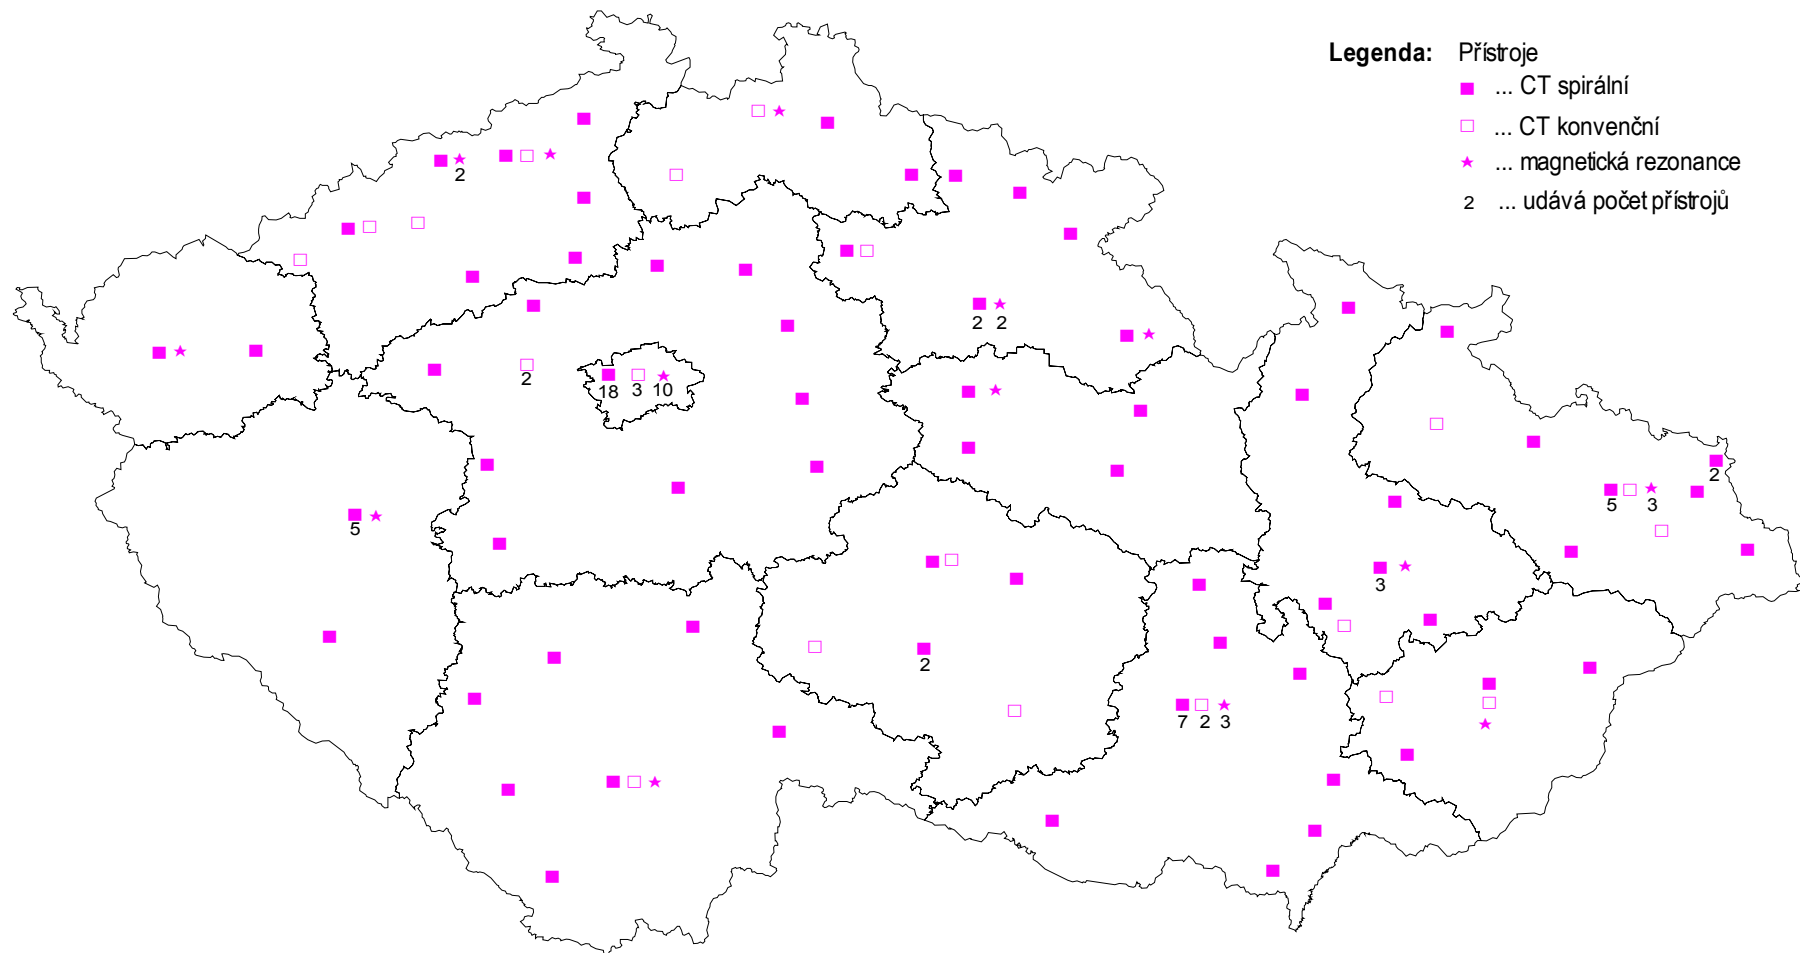 Legenda: Přístroje
... CT spirální
... CT konvenční
... magnetická rezonance
2 ... udává počet přístrojů
2
2 2
2
18 3 10
2
5 3
5
3
2
7 2 3